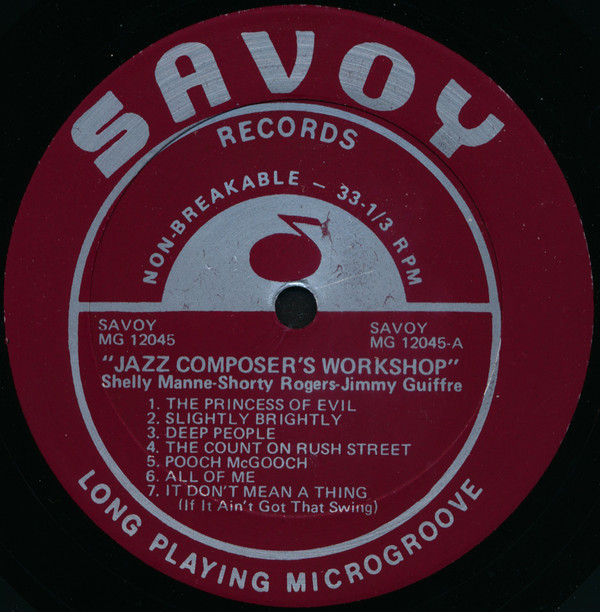 SAVOY
RECORDS
NON-BREAKABLE – 33-1/3 RPM
SAVOY
MG 12045
SAVOY
MG 12045-A
"JAZZ COMPOSER'S WORKSHOP"
Shelly Manne-Shorty Rogers-Jimmy Guiffre
1. THE PRINCESS OF EVIL
2. SLIGHTLY BRIGHTLY
3. DEEP PEOPLE
4. THE COUNT ON RUSH STREET
5. POOCH McGOOCH
6. ALL OF ME
7. IT DON'T MEAN A THING
(If It Ain't Got That Swing)
LONG PLAYING MICROGROOVE